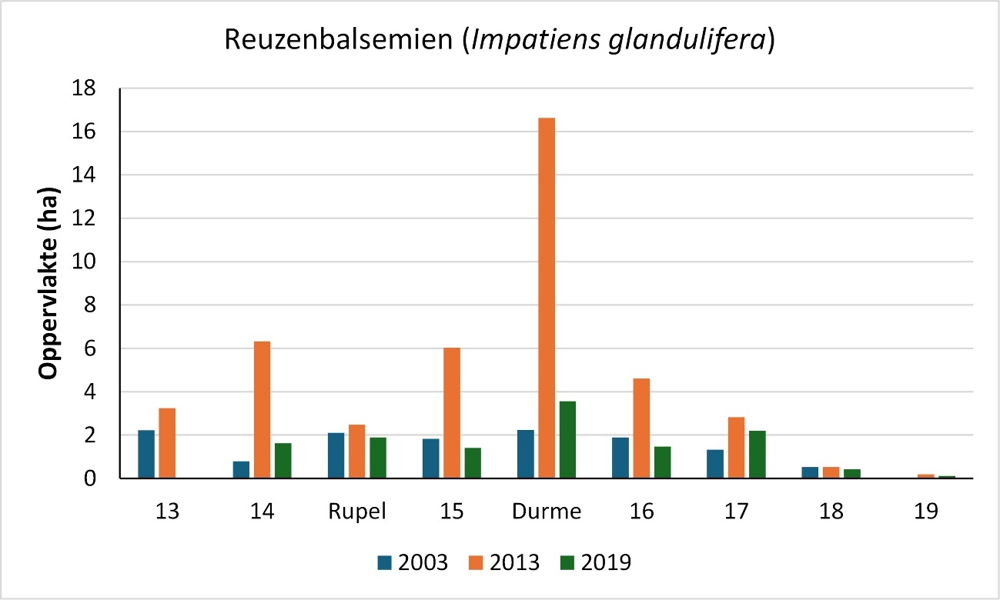 Reuzenbalsemien (Impatiens glandulifera)
Oppervlakte (ha)
18
16
14
12
10
8
6
4
2
0
13 14 Rupel 15 Durme 16 17 18 19
2003 2013 2019